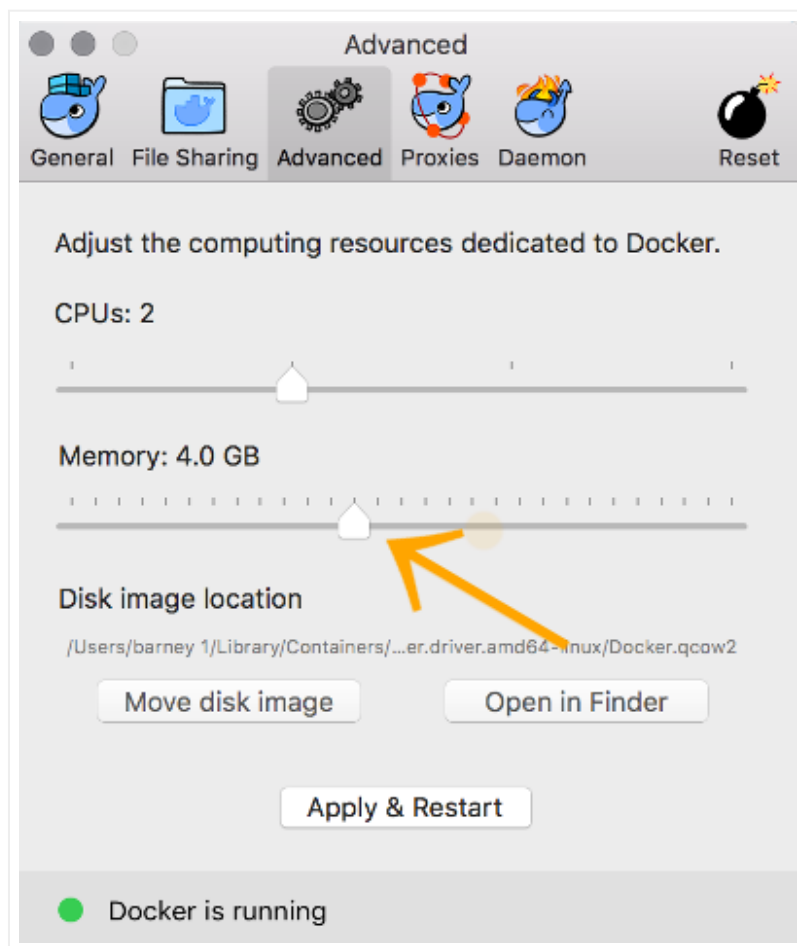 Advanced
General File Sharing Advanced Proxies Daemon Reset
Adjust the computing resources dedicated to Docker.
CPUs: 2
Memory: 4.0 GB
Disk image location
/Users/barney 1/Library/Containers/...er.driver.amd64-linux/Docker.qcow2
Move disk image Open in Finder
Apply & Restart
Docker is running